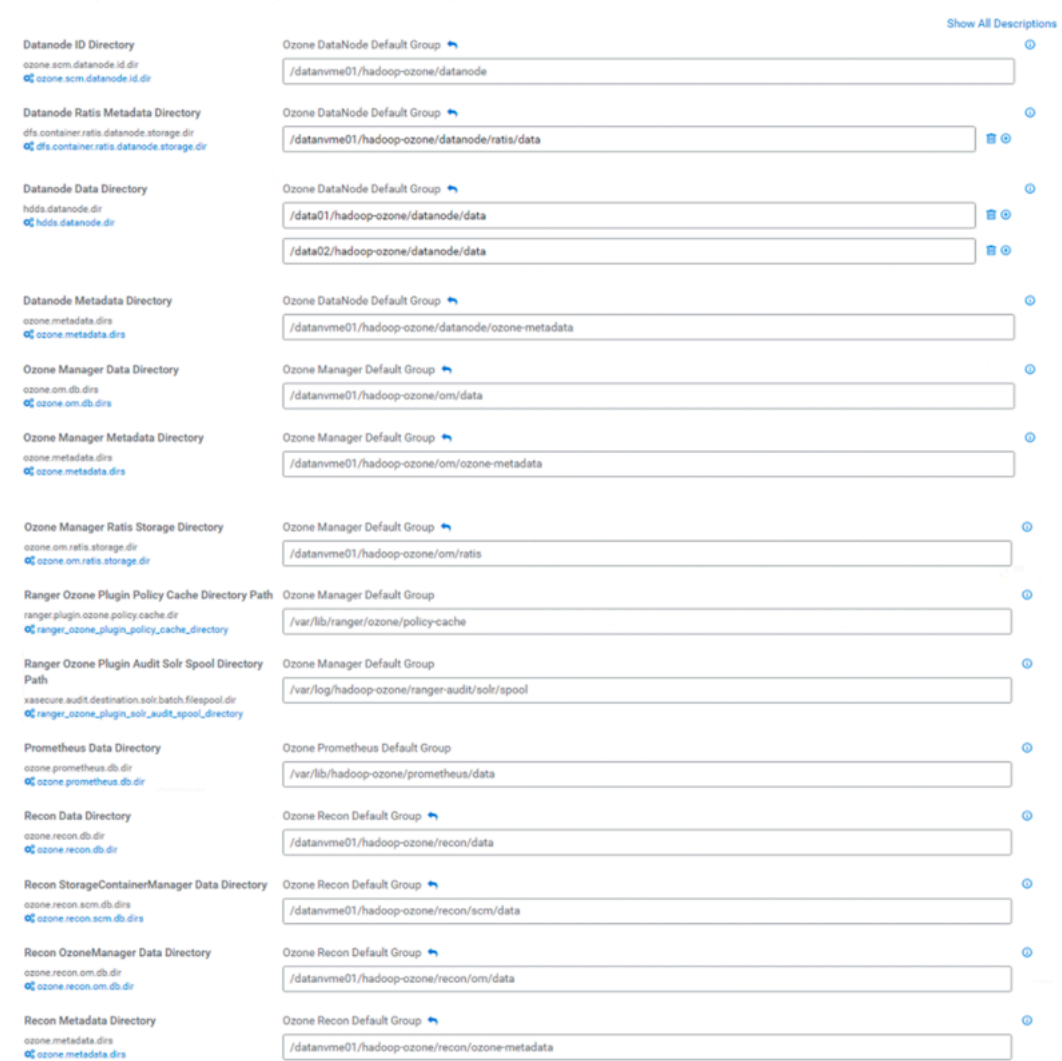 Show All Descriptions
Datanode ID Directory
Ozone DataNode Default Group
ozone.scm.datanode.id.dir
ozone.scm.datanode.id.dir
/datanvme01/hadoop-ozone/datanode
Datanode Ratis Metadata Directory
Ozone DataNode Default Group
dfs.container.ratis.datanode.storage.dir
dfs.container.ratis.datanode.storage.dir
/datanvme01/hadoop-ozone/datanode/ratis/data
Datanode Data Directory
Ozone DataNode Default Group
hdds.datanode.dir
hdds.datanode.dir
/data01/hadoop-ozone/datanode/data
/data02/hadoop-ozone/datanode/data
Datanode Metadata Directory
Ozone DataNode Default Group
ozone.metadata.dirs
ozone.metadata.dirs
/datanvme01/hadoop-ozone/datanode/ozone-metadata
Ozone Manager Data Directory
Ozone Manager Default Group
ozone.om.db.dirs
ozone.om.db.dirs
/datanvme01/hadoop-ozone/om/data
Ozone Manager Metadata Directory
Ozone Manager Default Group
ozone.metadata.dirs
ozone.metadata.dirs
/datanvme01/hadoop-ozone/om/ozone-metadata
Ozone Manager Ratis Storage Directory
Ozone Manager Default Group
ozone.om.ratis.storage.dir
ozone.om.ratis.storage.dir
/datanvme01/hadoop-ozone/om/ratis
Ranger Ozone Plugin Policy Cache Directory Path
Ozone Manager Default Group
ranger.plugin.ozone.policy.cache.dir
ranger_ozone_plugin_policy_cache_directory
/var/lib/ranger/ozone/policy-cache
Ranger Ozone Plugin Audit Solr Spool Directory
Path
Ozone Manager Default Group
xasecure.audit.destination.solr.batch.filespool.dir
ranger_ozone_plugin_solr_audit_spool_directory
/var/log/hadoop-ozone/ranger-audit/solr/spool
Prometheus Data Directory
Ozone Prometheus Default Group
ozone.prometheus.db.dir
ozone.prometheus.db.dir
/var/lib/hadoop-ozone/prometheus/data
Recon Data Directory
Ozone Recon Default Group
ozone.recon.db.dir
ozone.recon.db.dir
/datanvme01/hadoop-ozone/recon/data
Recon StorageContainerManager Data Directory
Ozone Recon Default Group
ozone.recon.scm.db.dirs
ozone.recon.scm.db.dirs
/datanvme01/hadoop-ozone/recon/scm/data
Recon OzoneManager Data Directory
Ozone Recon Default Group
ozone.recon.om.db.dir
ozone.recon.om.db.dir
/datanvme01/hadoop-ozone/recon/om/data
Recon Metadata Directory
Ozone Recon Default Group
ozone.metadata.dirs
ozone.metadata.dirs
/datanvme01/hadoop-ozone/recon/ozone-metadata